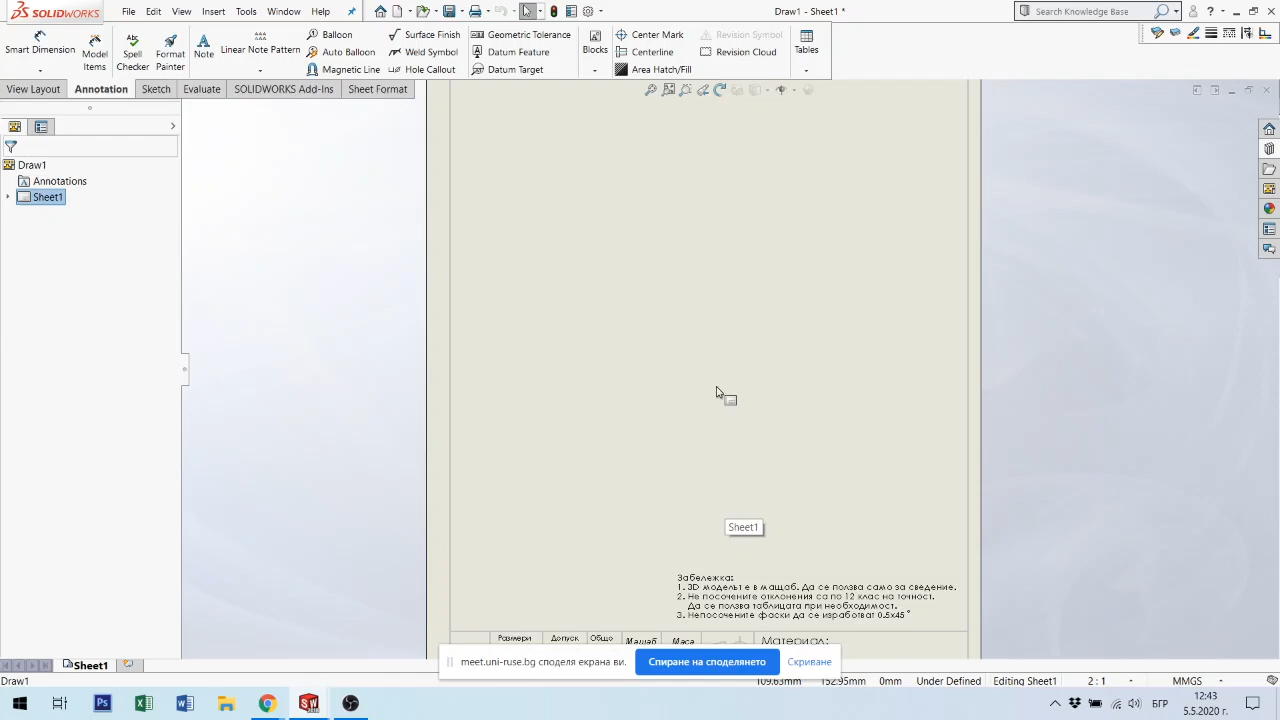 SOLIDWORKS
File Edit View Insert Tools Window Help
Draw1 - Sheet1 *
Search Knowledge Base
Smart Dimension
Model Items
Spell Checker
Format Painter
Note
Linear Note Pattern
Balloon
Auto Balloon
Magnetic Line
Surface Finish
Weld Symbol
Hole Callout
Geometric Tolerance
Datum Feature
Datum Target
Blocks
Center Mark
Centerline
Area Hatch/Fill
Revision Symbol
Revision Cloud
Tables
View Layout Annotation Sketch Evaluate SOLIDWORKS Add-Ins Sheet Format
Draw1
Annotations
Sheet1
Sheet1
Забележка:
1. 3D моделът е в мащаб. Да се ползва само за сведение.
2. Не посочените отклонения са по 12 клас на точност.
Да се ползва таблицата при необходимост.
3. Непосочените фаски да се изработват 0.5x45°
Размери Допуск Общо Мащаб Маса Материал:
meet.uni-ruse.bg споделя екрана ви. Спиране на споделянето Скриване
Sheet1
Draw1 109.63mm 152.95mm 0mm Under Defined Editing Sheet1 2 : 1 MMGS
БГР
12:43
5.5.2020 г.